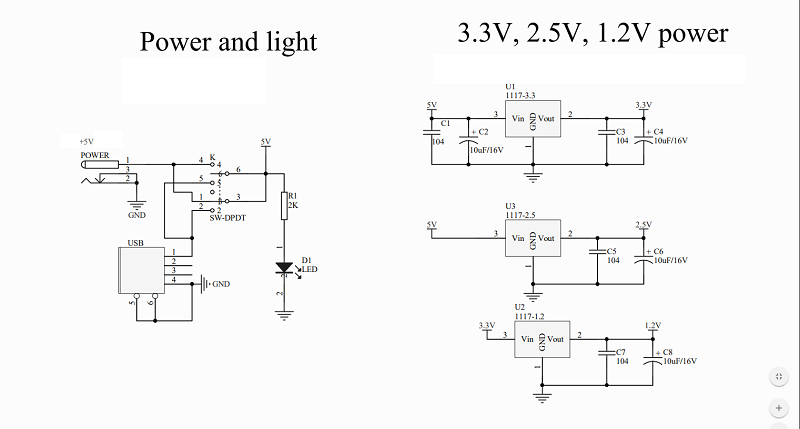 Power and light
3.3V, 2.5V, 1.2V power
+5V
POWER
1
3
2
GND
USB
1
2
3
4
5
6
GND
K
4
4
6
6
5
5
1
3
2
2
SW-DPDT
5V
R1
2K
1
D1
LED
2
U1
1117-3.3
5V
3
Vin
GND
Vout
2
1
3.3V
C1
104
+ C2
10uF/16V
C3
104
+ C4
10uF/16V
U3
1117-2.5
5V
3
Vin
GND
Vout
2
1
2.5V
C5
104
+ C6
10uF/16V
U2
1117-1.2
3.3V
3
Vin
GND
Vout
2
1
1.2V
C7
104
+ C8
10uF/16V